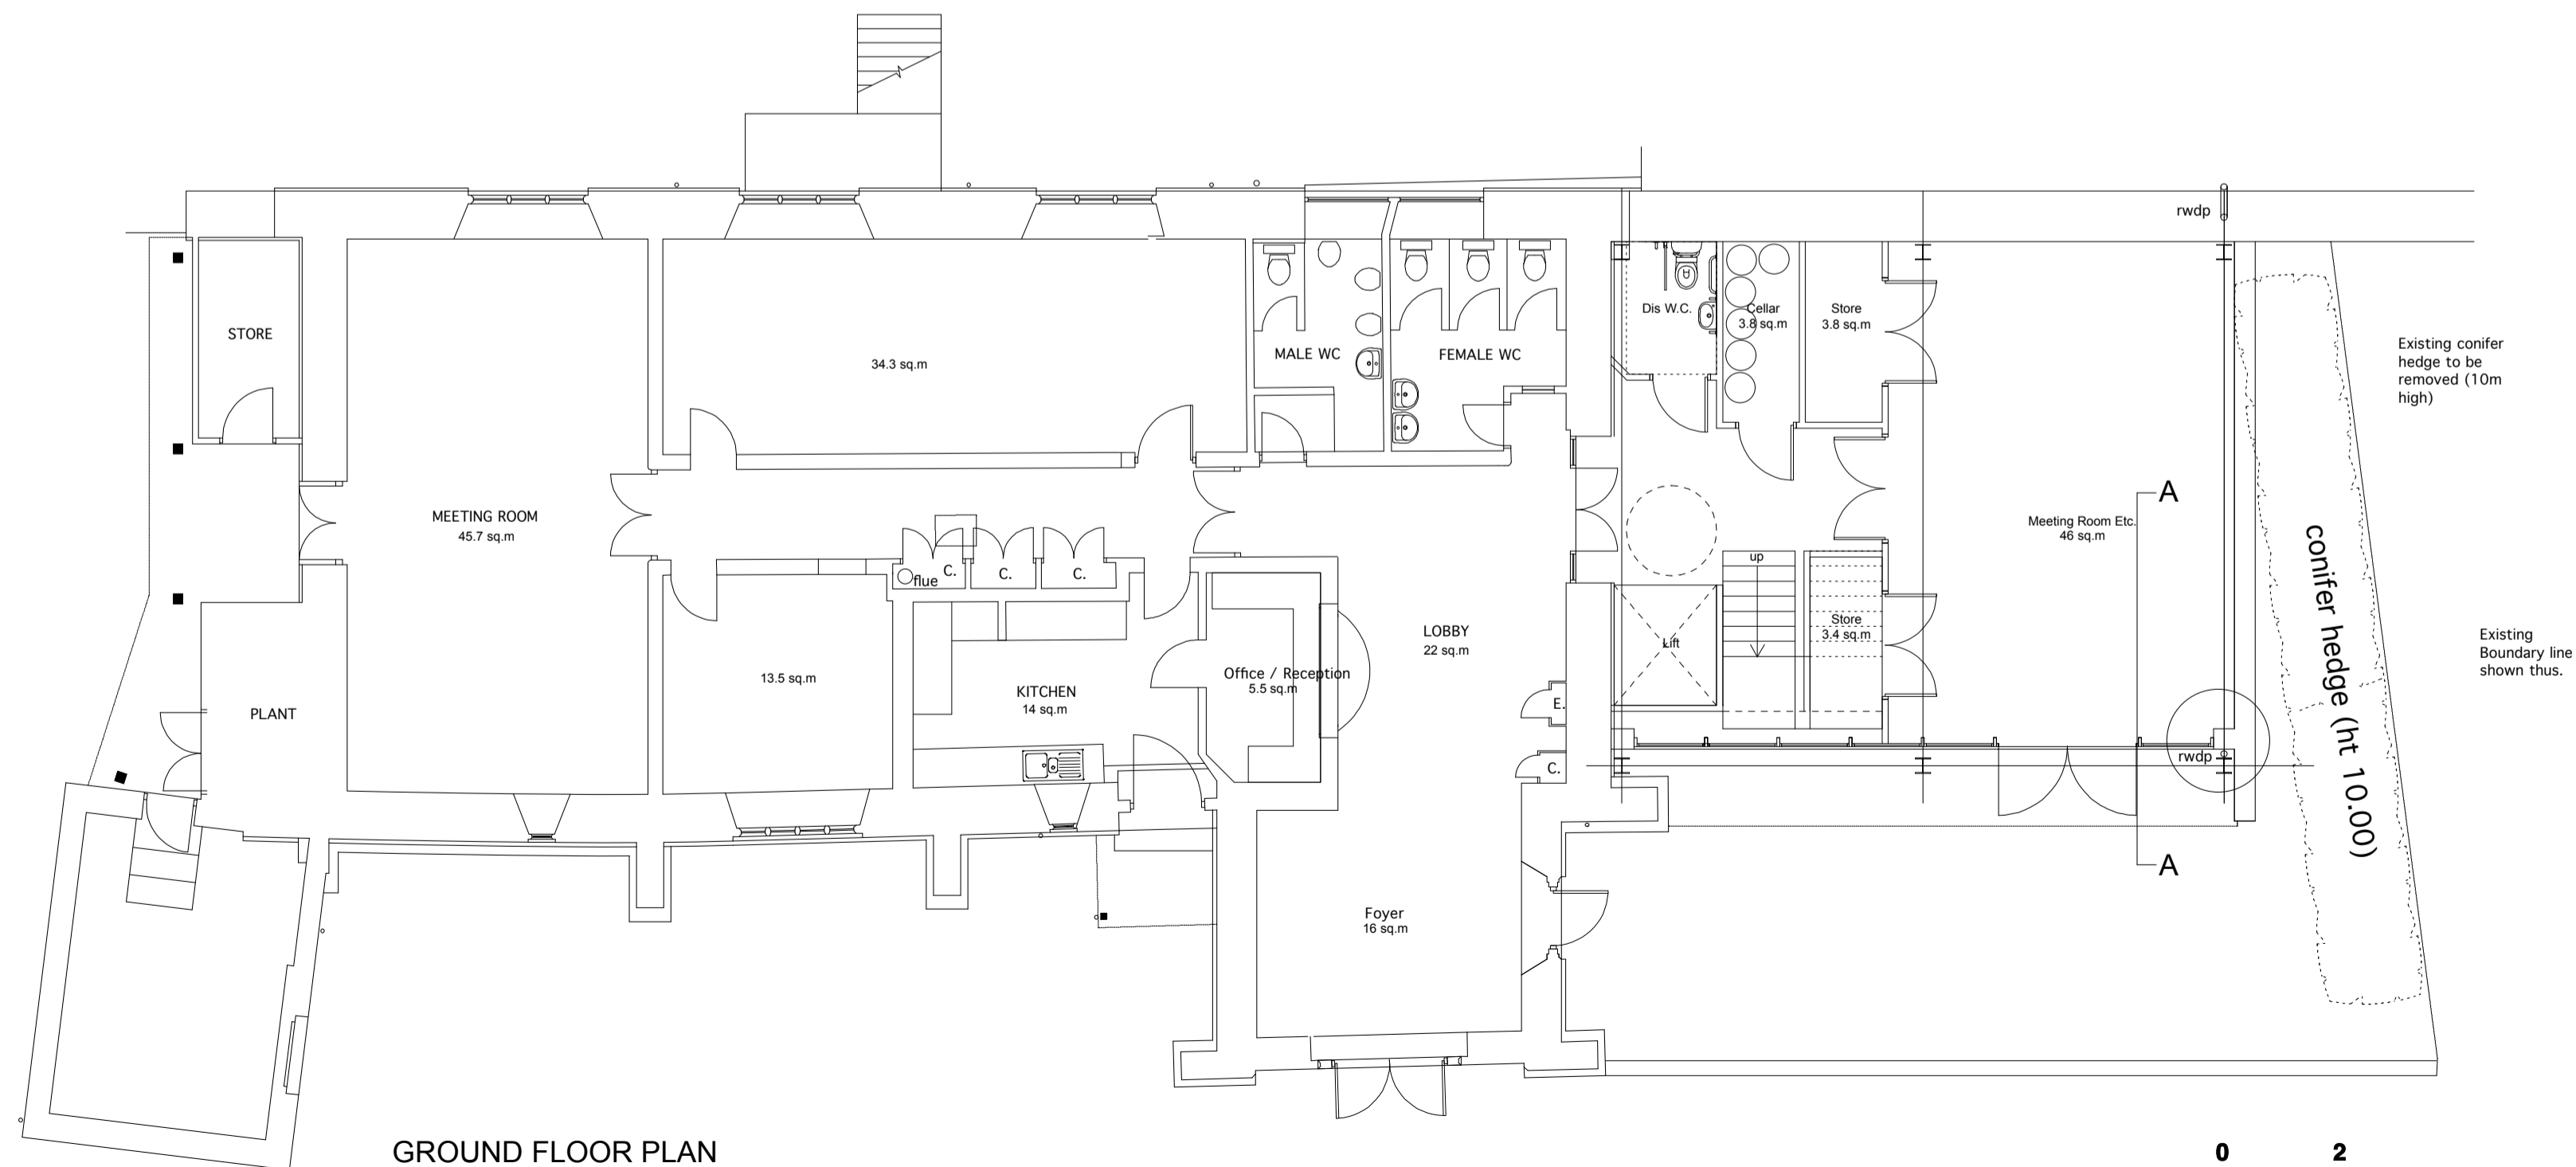 rwdp
STORE
34.3 sq.m
MALE WC
FEMALE WC
Dis W.C.
Cellar
3.8 sq.m
Store
3.8 sq.m
Existing conifer
hedge to be
removed (10m
high)
MEETING ROOM
45.7 sq.m
A
Meeting Room Etc.
46 sq.m
flue
C.
C.
C.
up
conifer hedge (ht 10.00)
LOBBY
22 sq.m
Lift
Store
3.4 sq.m
Existing
Boundary line
shown thus.
13.5 sq.m
Office / Reception
5.5 sq.m
KITCHEN
14 sq.m
PLANT
E.
C.
rwdp
A
Foyer
16 sq.m
GROUND FLOOR PLAN
0 2